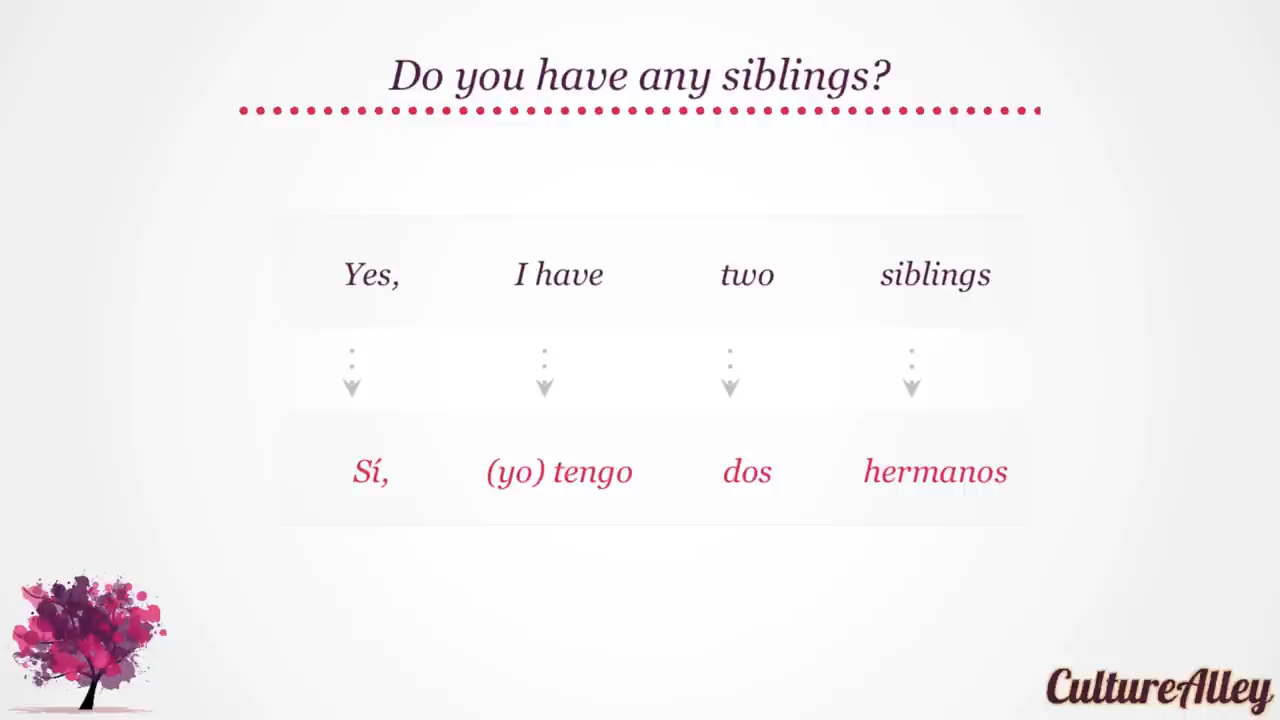 Do you have any siblings?
Yes, I have two siblings
Sí, (yo) tengo dos hermanos
CultureAlley